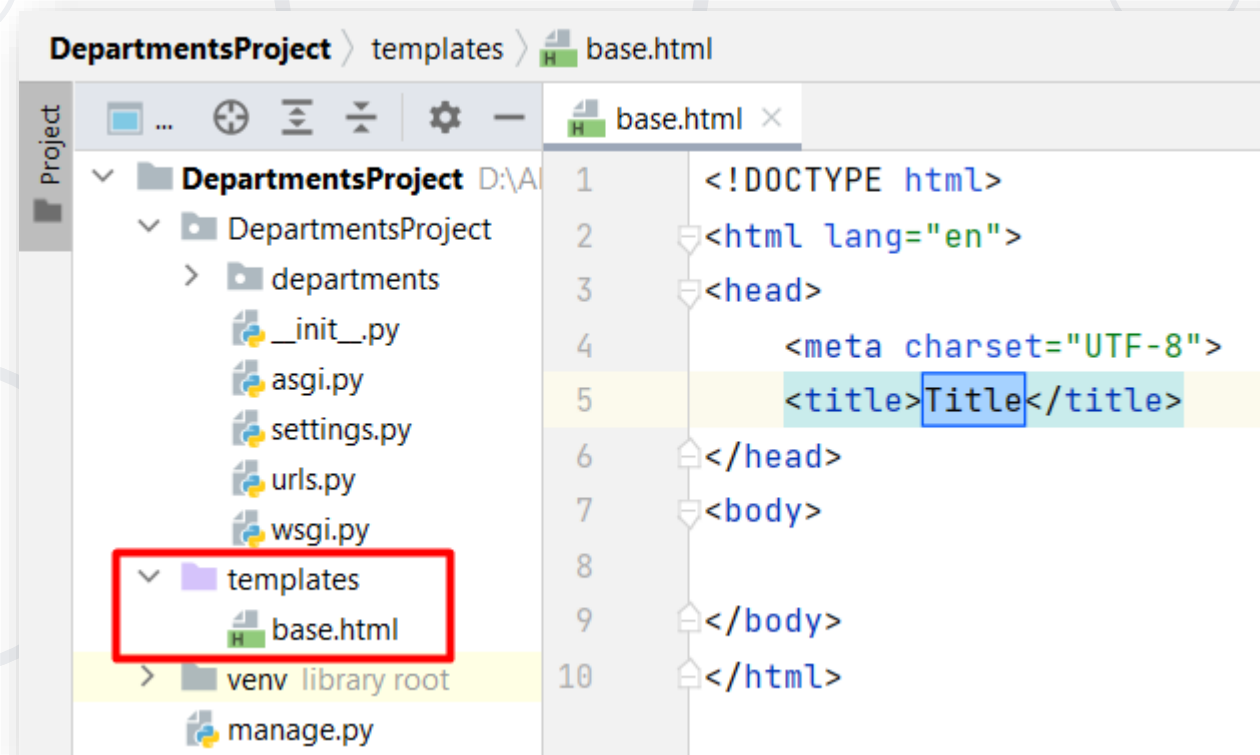 DepartmentsProject 〉 templates 〉 base.html
Project
...
base.html ×
DepartmentsProject D:\A
DepartmentsProject
departments
__init__.py
asgi.py
settings.py
urls.py
wsgi.py
templates
base.html
venv library root
manage.py
1 <!DOCTYPE html>
2 <html lang="en">
3 <head>
4 <meta charset="UTF-8">
5 <title>Title</title>
6 </head>
7 <body>
8
9 </body>
10 </html>